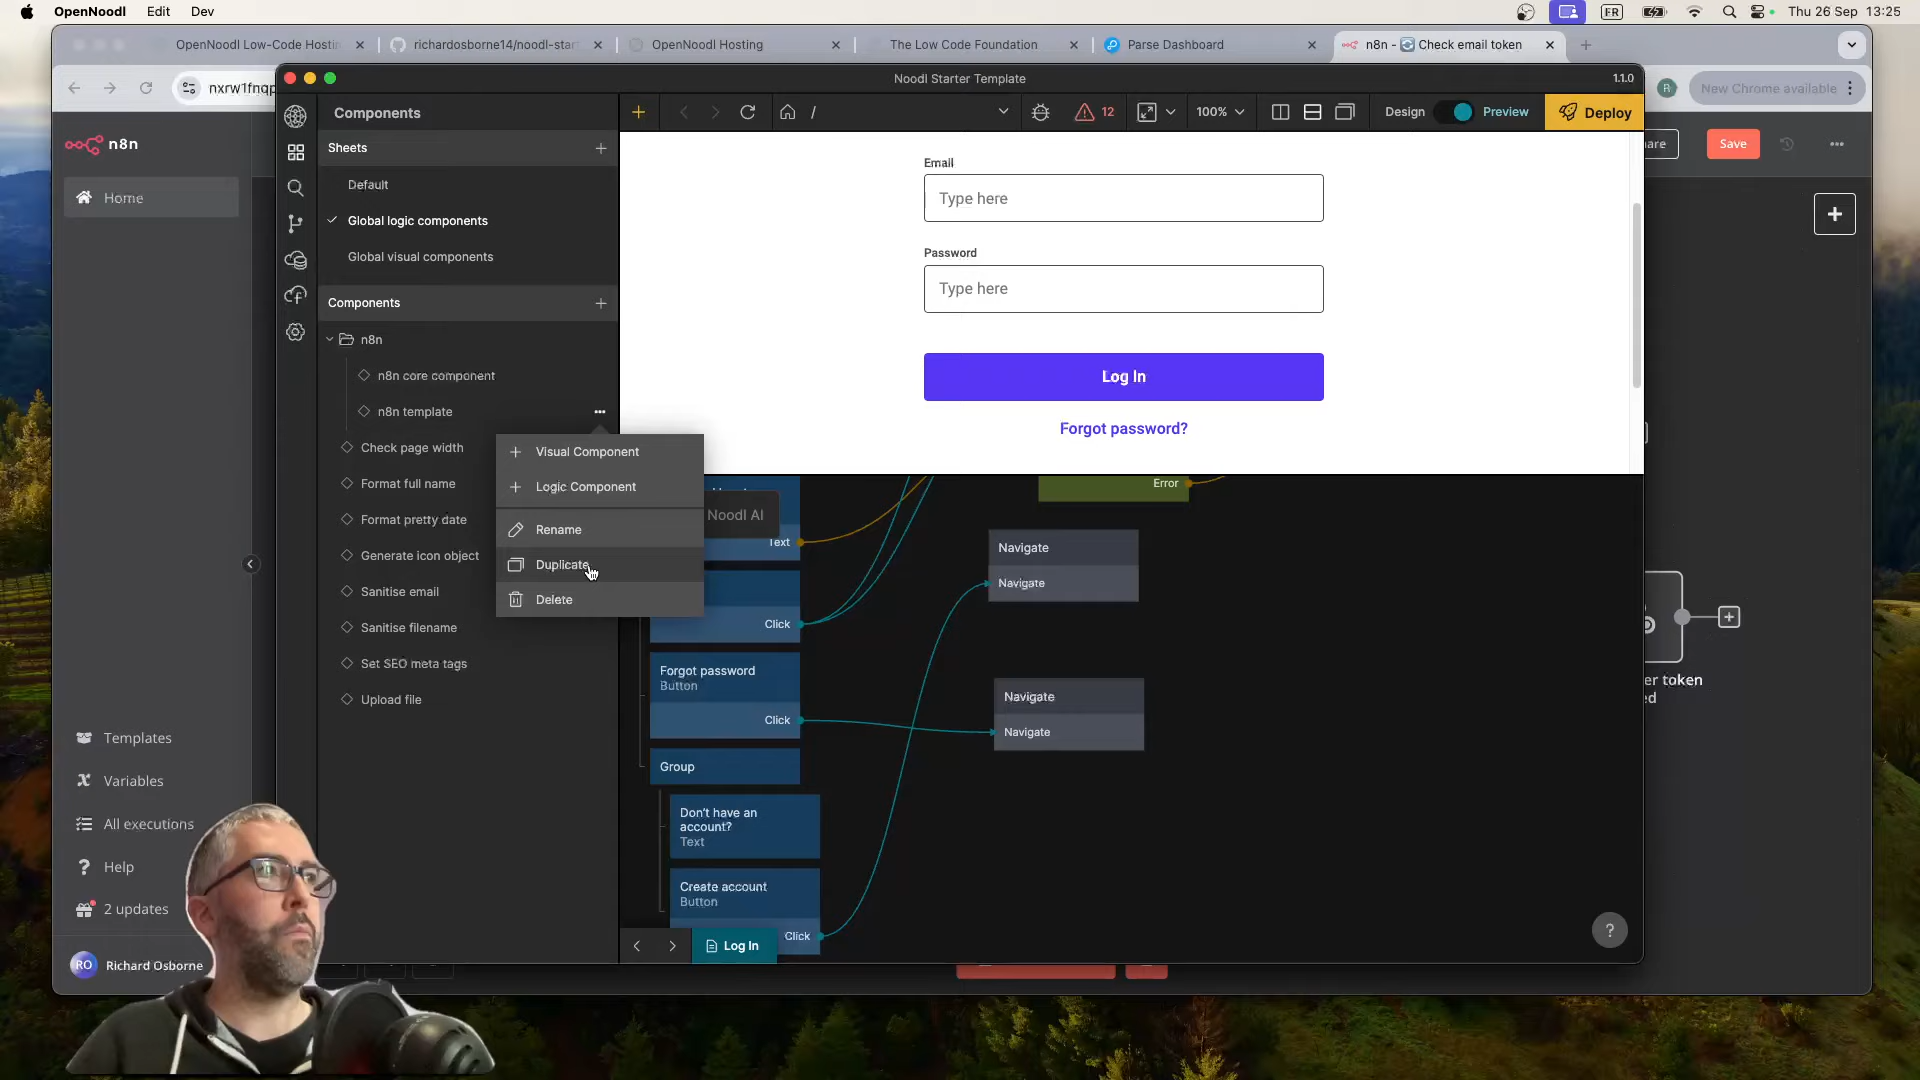 OpenNoodl Edit Dev
FR
Thu 26 Sep 13:25
OpenNoodl Low-Code Hostin
richardosborne14/noodl-star
OpenNoodl Hosting
The Low Code Foundation
Parse Dashboard
n8n - Check email token
nxrw1fnqp
R
New Chrome available
Noodl Starter Template
1.1.0
n8n
Home
Templates
Variables
All executions
Help
2 updates
RO
Richard Osborne
Components
Sheets
Default
Global logic components
Global visual components
Components
n8n
n8n core component
n8n template
Check page width
Format full name
Format pretty date
Generate icon object
Sanitise email
Sanitise filename
Set SEO meta tags
Upload file
Visual Component
Logic Component
Rename
Duplicate
Delete
/
12
100%
Design
Preview
Deploy
Email
Type here
Password
Type here
Log In
Forgot password?
Noodl AI
Text
Click
Forgot password
Button
Click
Group
Don't have an
account?
Text
Create account
Button
Click
Error
Navigate
Navigate
Navigate
Navigate
Log In
?
are
Save
er token
ed